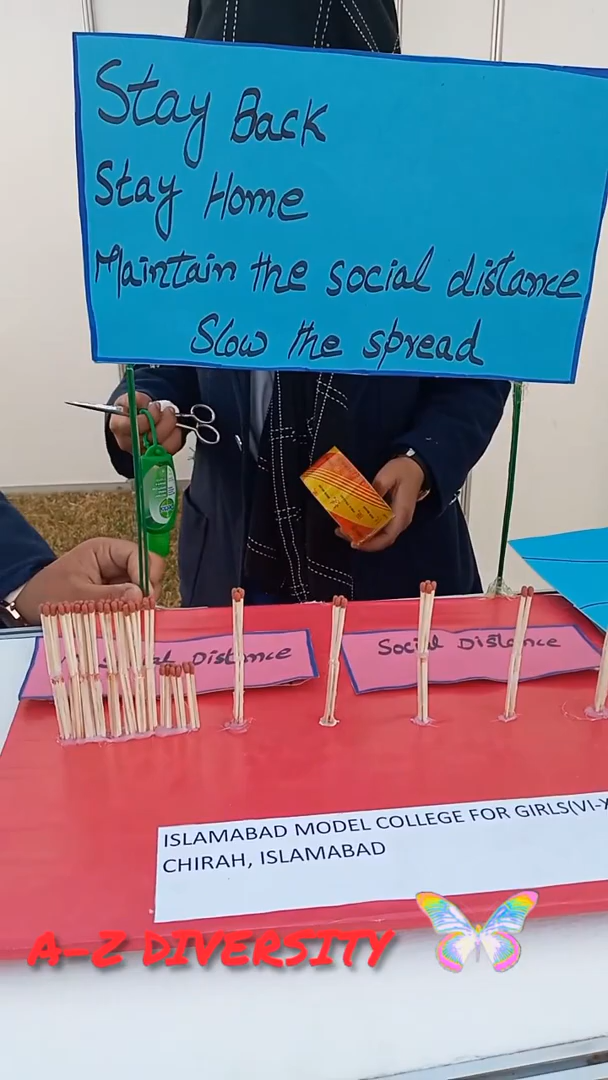 Stay Back
Stay Home
Maintain the social distance
Slow the spread
Distance
Social Distance
ISLAMABAD MODEL COLLEGE FOR GIRLS(VI-X
CHIRAH, ISLAMABAD
A-Z DIVERSITY